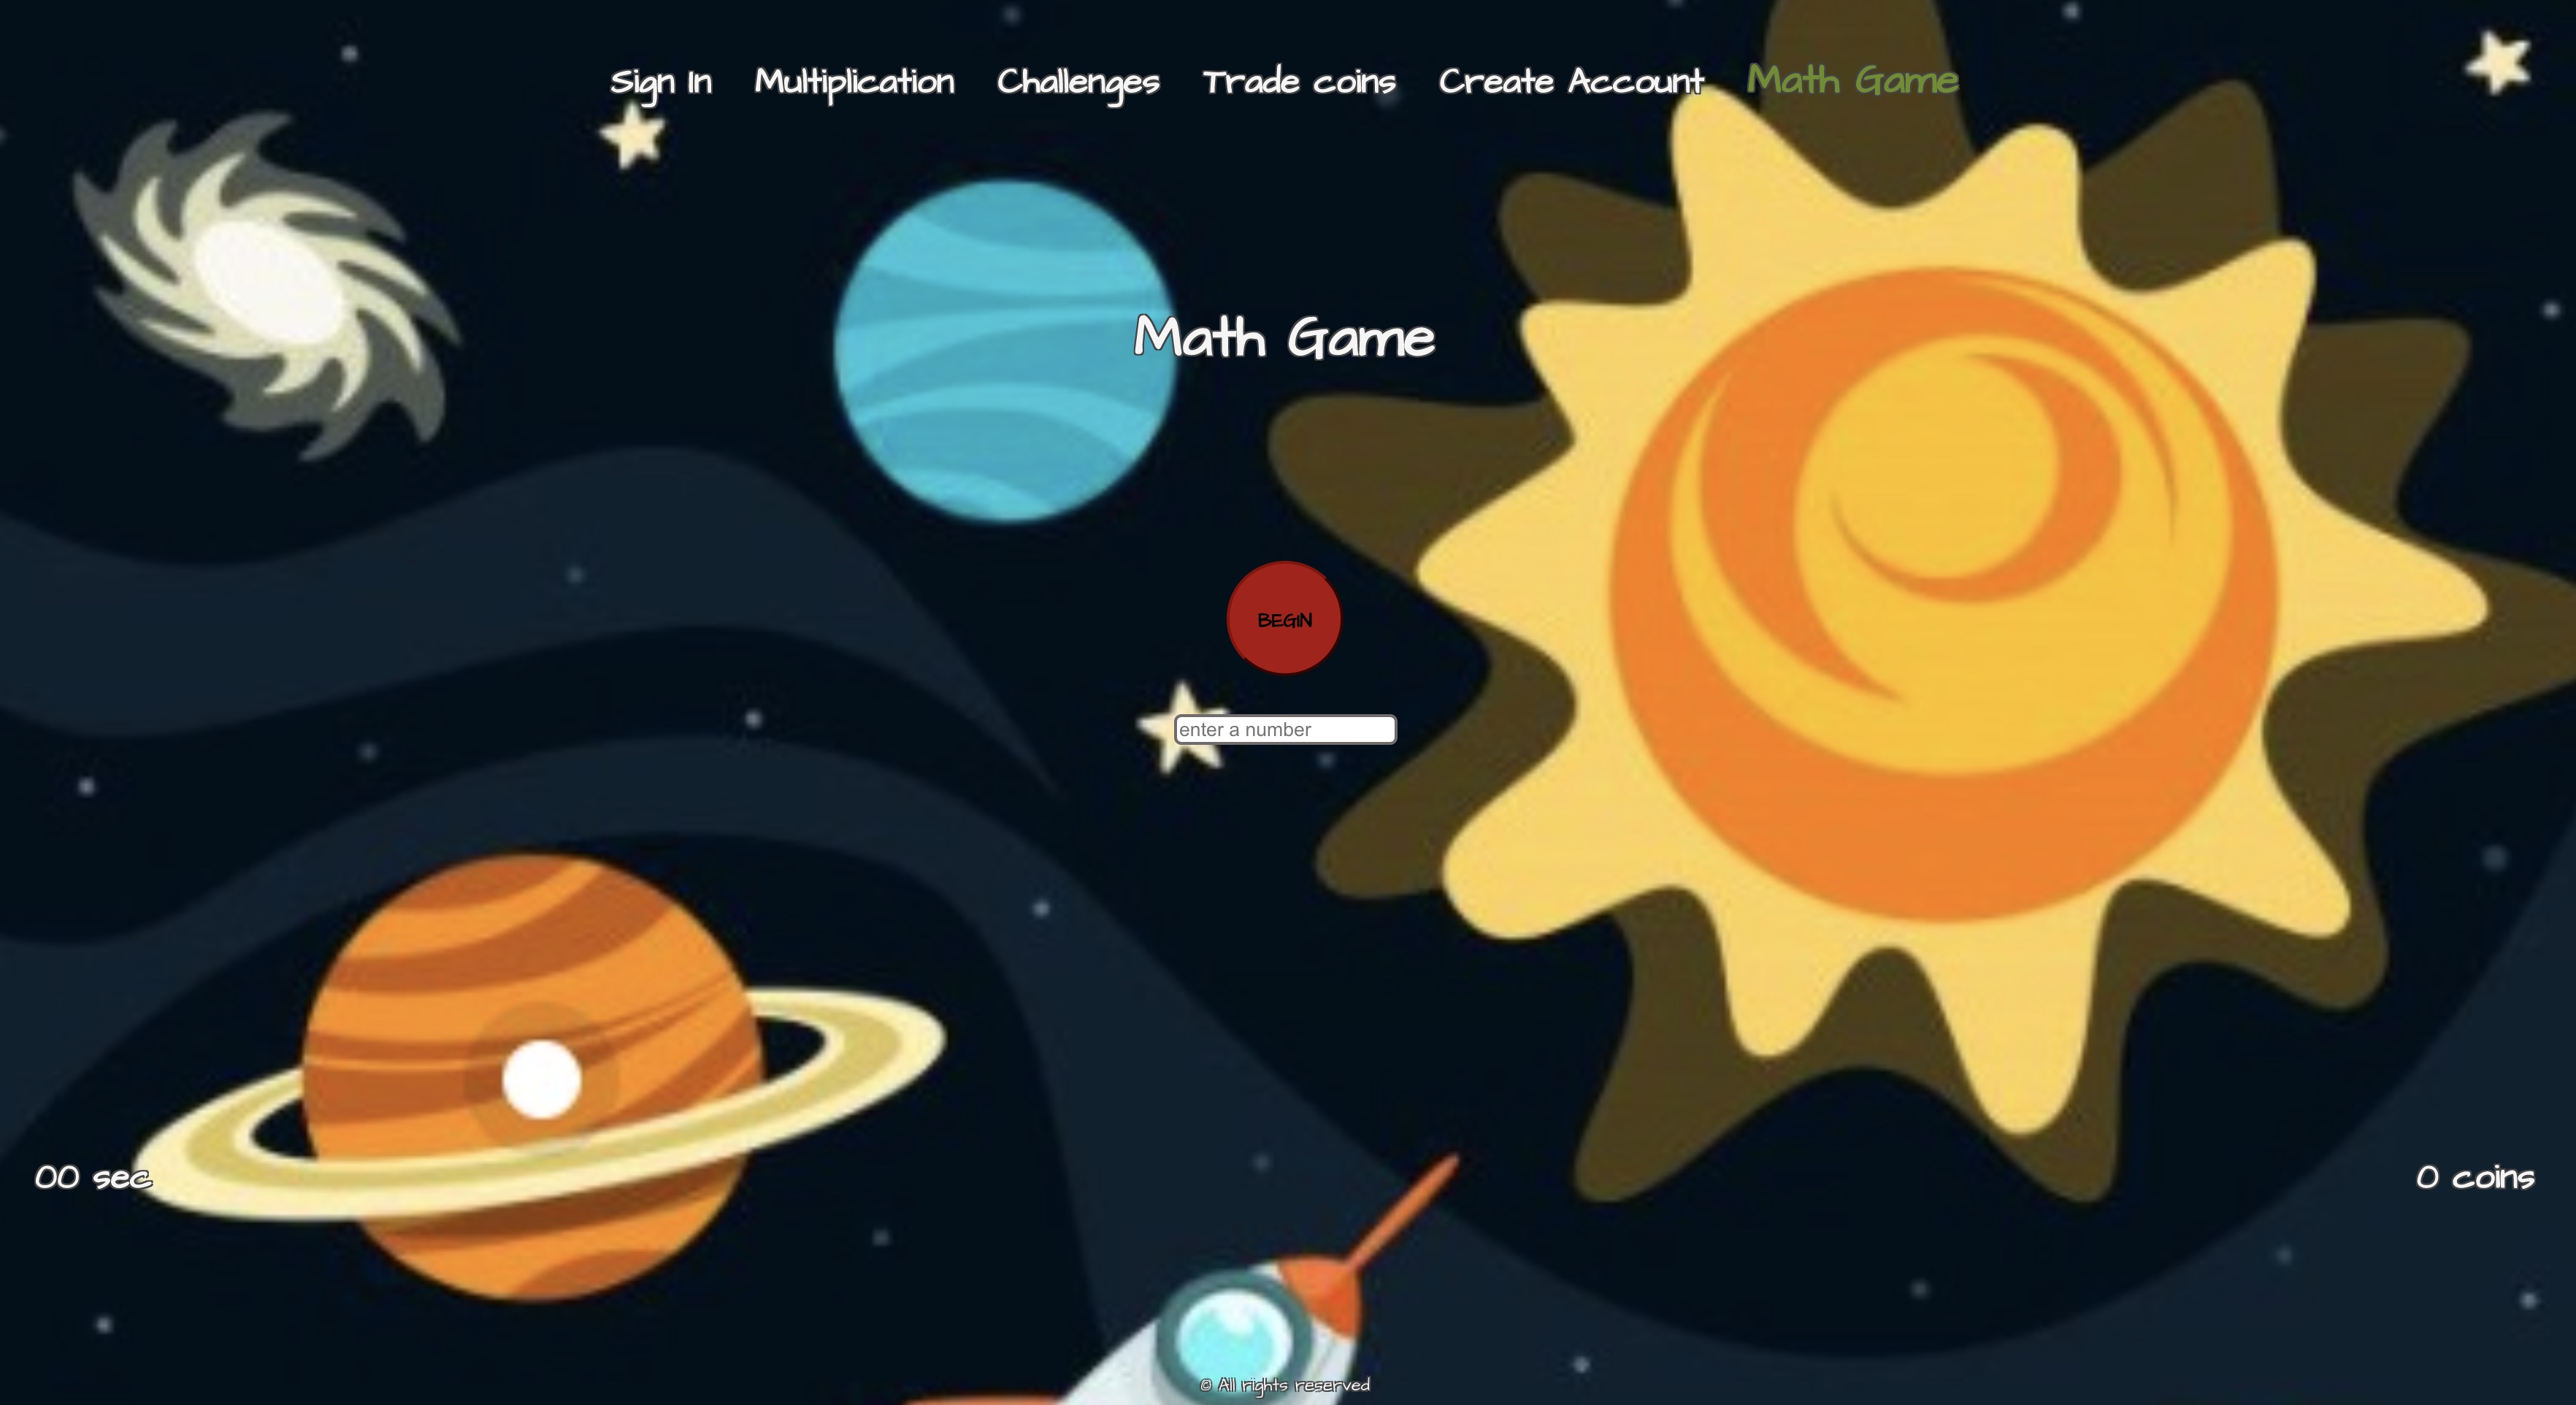 Sign In Multiplication Challenges Trade coins Create Account Math Game
Math Game
BEGIN
enter a number
00 sec
0 coins
© All rights reserved